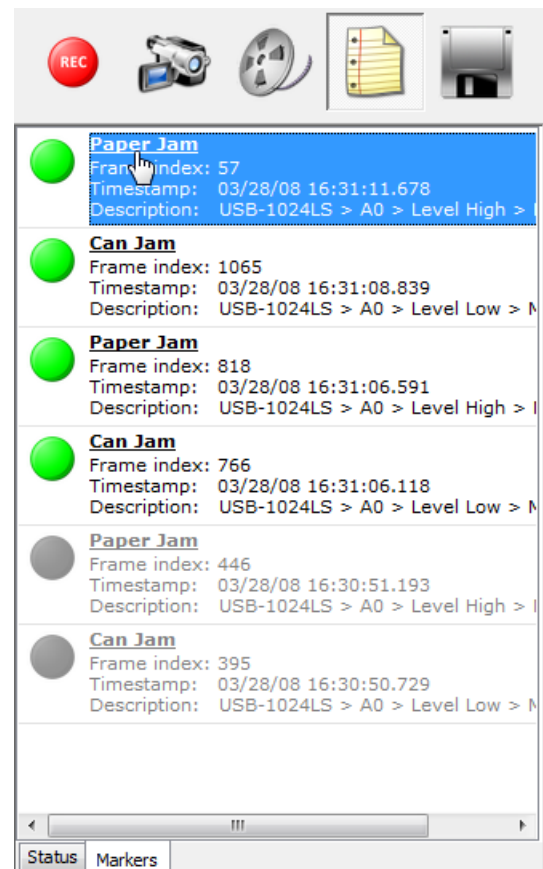 REC
Paper Jam
Frame index: 57
Timestamp: 03/28/08 16:31:11.678
Description: USB-1024LS > A0 > Level High >
Can Jam
Frame index: 1065
Timestamp: 03/28/08 16:31:08.839
Description: USB-1024LS > A0 > Level Low >
Paper Jam
Frame index: 818
Timestamp: 03/28/08 16:31:06.591
Description: USB-1024LS > A0 > Level High >
Can Jam
Frame index: 766
Timestamp: 03/28/08 16:31:06.118
Description: USB-1024LS > A0 > Level Low >
Paper Jam
Frame index: 446
Timestamp: 03/28/08 16:30:51.193
Description: USB-1024LS > A0 > Level High >
Can Jam
Frame index: 395
Timestamp: 03/28/08 16:30:50.729
Description: USB-1024LS > A0 > Level Low >
Status Markers